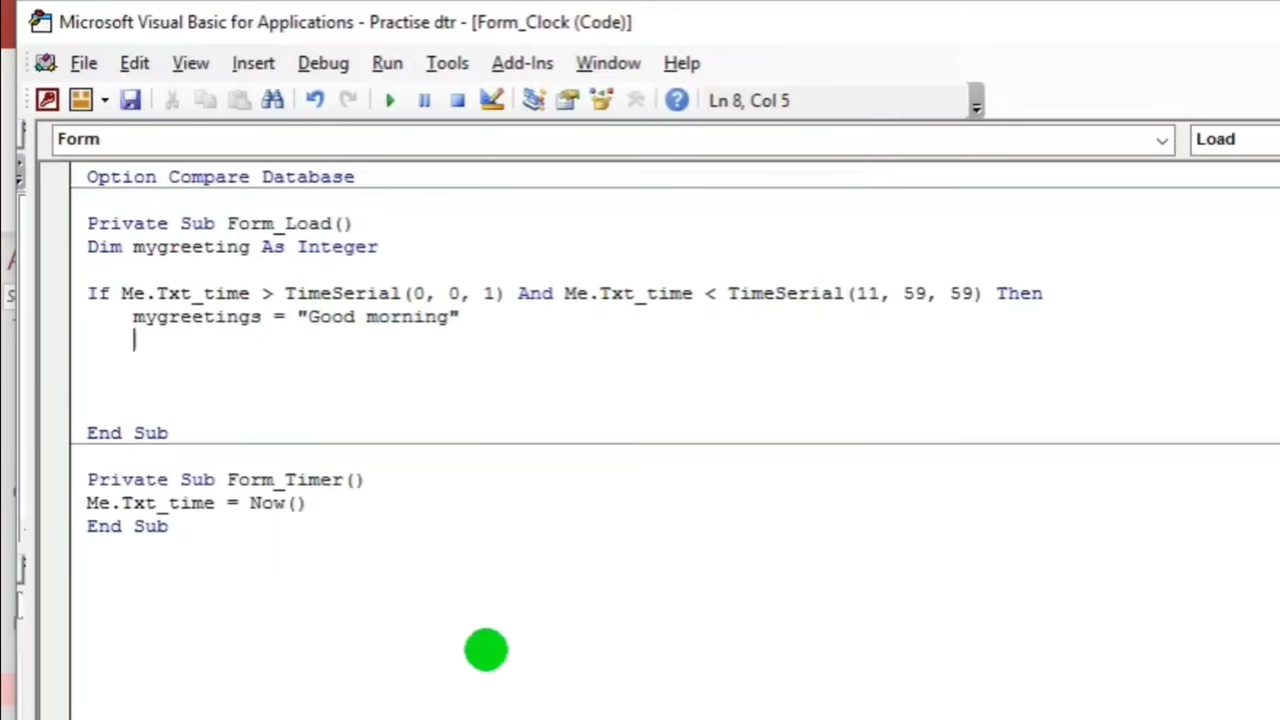 Microsoft Visual Basic for Applications - Practise dtr - [Form_Clock (Code)]
File Edit View Insert Debug Run Tools Add-Ins Window Help
Ln 8, Col 5
Form Load
Option Compare Database
Private Sub Form_Load()
Dim mygreeting As Integer
If Me.Txt_time > TimeSerial(0, 0, 1) And Me.Txt_time < TimeSerial(11, 59, 59) Then
mygreetings = "Good morning"
End Sub
Private Sub Form_Timer()
Me.Txt_time = Now()
End Sub